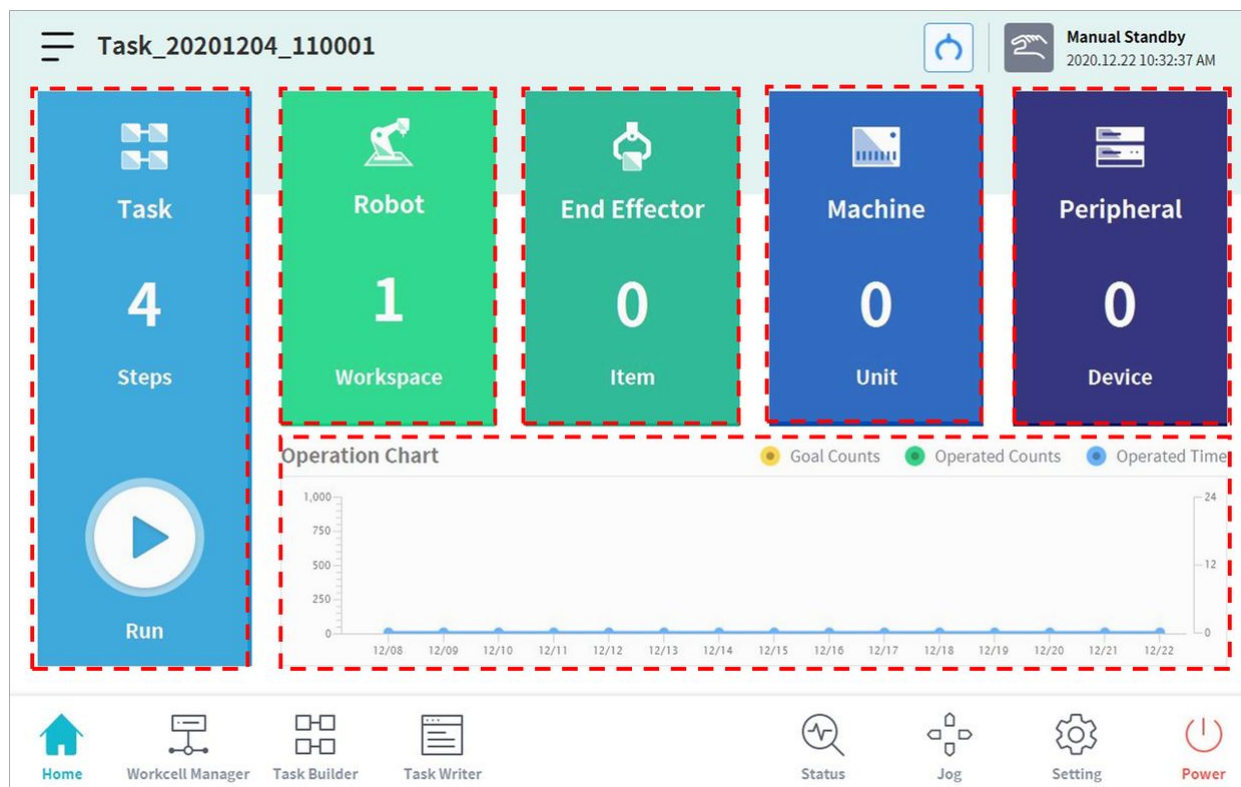 Task_20201204_110001
Manual Standby
2020.12.22 10:32:37 AM
Task
4
Steps
Run
Robot
1
Workspace
End Effector
0
Item
Machine
0
Unit
Peripheral
0
Device
Operation Chart
Goal Counts Operated Counts Operated Time
1,000
750
500
250
0
24
12
0
12/08 12/09 12/10 12/11 12/12 12/13 12/14 12/15 12/16 12/17 12/18 12/19 12/20 12/21 12/22
Home Workcell Manager Task Builder Task Writer Status Jog Setting Power